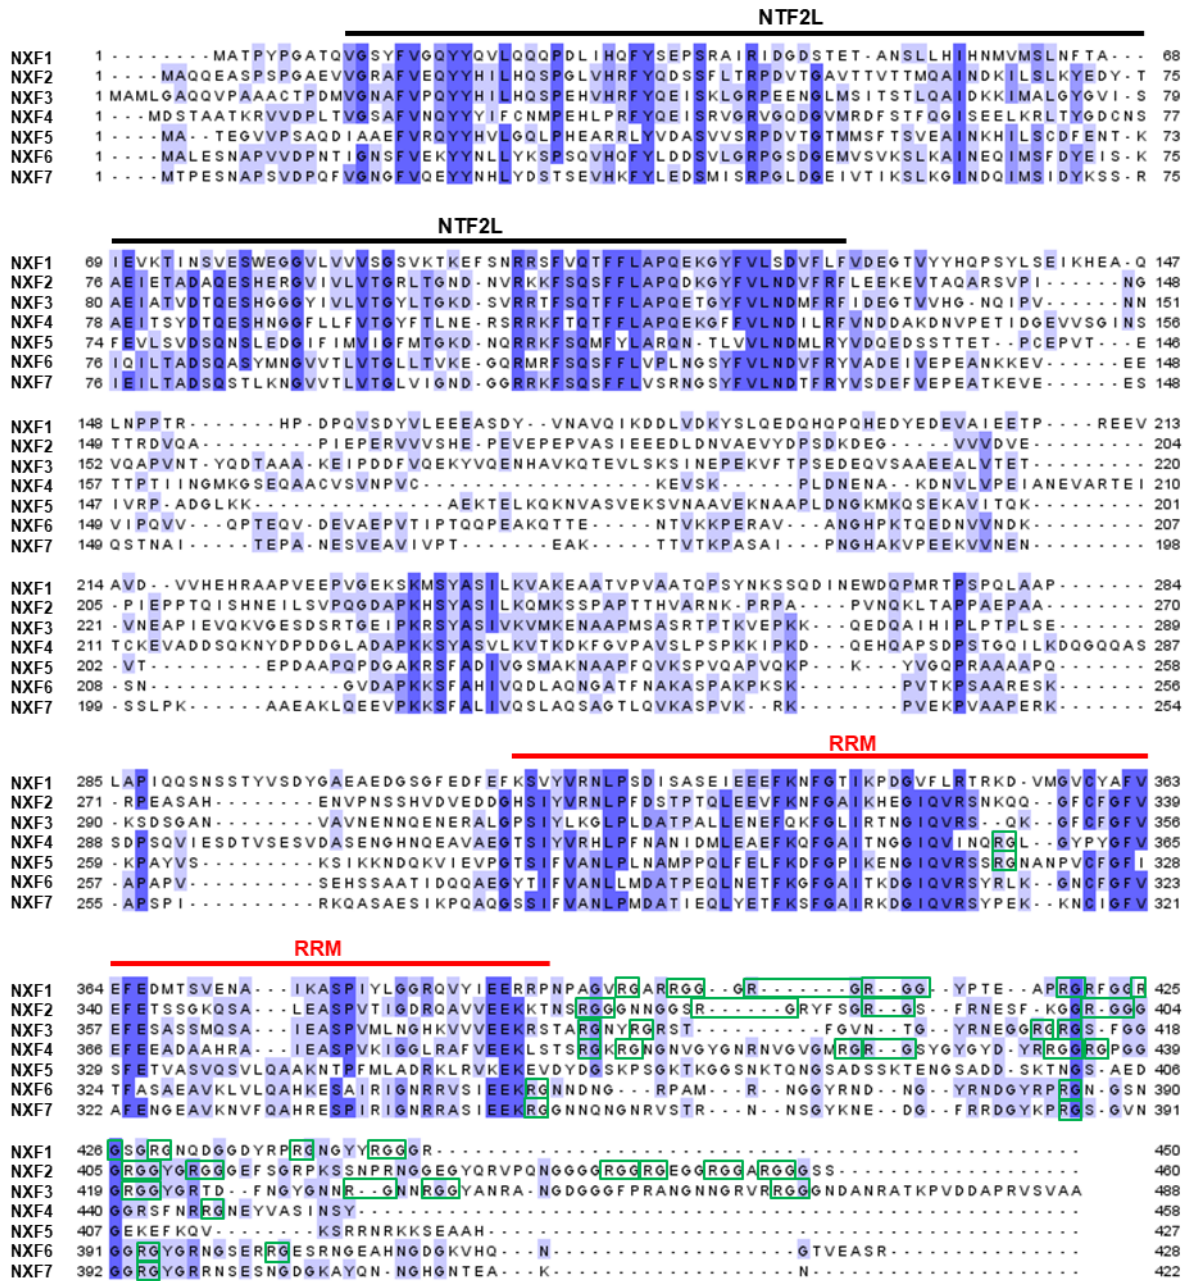 NTF2L
NXF1 1 --------MATPYPGATQVGSYFVGQYYQVLQQQPDLIHQFYSEPSRAIRIDGDSTET-ANSLLHIHNMVMSLNFTA--- 68
NXF2 1 ----MAQQEASPSPGAEVVGRAFVEQYYHILHQSPGLVHRFYQDSSFLTRPDVTGAVTTVTTMQAINDKILSLKYEDY-T 75
NXF3 1 MAMLGAQQVPAAACTPDMVGNAFVPQYYHILHQSPEHVHRFYQEISKLGRPEENGLMSITSTLQAIDKKIMALGYGVI-S 79
NXF4 1 ---MDSTAATKRVVDPLTVGSAFVNQYYYIFCNMPEHLPRFYQEISRVGRVGRVGQDGVMRDFSTFQGISEELKRLTYGDCNS 77
NXF5 1 ----MA--TEGVVPSAQDIAAEFVRQYYHVLGQLPHEARRLYVDASVVSRPDVTGTMMSFTSVEAINKHILSCDFENT-K 73
NXF6 1 ----MALESNAPVVDPNTIGNSFVEKYYNLLYKSPSQVHQFYLDDSVLGRPGSDGEMVSVKSLKAINEQIMSFDYEIS-K 75
NXF7 1 ----MTPESNAPSVDPQFVGNGFVQEYYNHLYDSTSEVHKFYLEDSMISRPGLDGEIVTIKSLKGINDQIMSIDYKSS-R 75
NTF2L
NXF1 69 IEVKTINSVESWEGGVLVVVSGSVKTKEFSNRRSFVQTFFLAPQEKGYFVLSDVFLFVDEGTVYYHQPSYLSEIKHEA-Q 147
NXF2 76 AEIETADAQESHERGVIVLVTGRLTGND-NVRKKFSQSFFLAPQDKGYFVLNDVFRFLEEKEVTAQARSVPI-----NG 148
NXF3 80 AEIATVDTQESHGGGYIVLVTGYLTGKD-SVRRTFSQTFFLAPQETGYFVLNDMFRFIDEGTVVHG-NQIPV-----NN 151
NXF4 78 AEITSYDTQESHNGGFLLFVTGYFTLNE-RSRRKFTQTFFLAPQEKGFFVLNDILRFVNDDAKDNVPETIDGEVVSGINS 156
NXF5 74 FEVLSVDSQNSLEDGIFIMVIGFMTGKD-NQRRKFSQMFYLARQN-TLVVLNDMLRYVDQEDSSTTET--PCEPVT---E 146
NXF6 76 IQILTADSQASYMNGVVTLVTGLLTVKE-GQRMRFSQSFFLVPLNGSYFVLNDVFRYVADEIVEPEANKKEV-----EE 148
NXF7 76 IEILTADSQSTLKNGVVTLVTGLVIGND-GGRRKFSQSFFLVSRNGSYFVLNDTFRYVSDEFVEPEATKEVE-----ES 148
NXF1 148 LNPPTR-------HP-DPQVSDYVLEEEASDY--VNAVQIKDDLVDKYSLQEDQHQPQHEDYEDEVAIEETP----REEV 213
NXF2 149 TTRDVQA-------PIEPERVVVSHE-PEVEPEPVASIEEEDLDNVAEVYDPSDKDEG-----VVVDVE--------- 204
NXF3 152 VQAPVNT-YQDTAAA-KEIPDDFVQEKYVQENHAVKQTEVLSKSINEPEKVFTPSEDEQVSAAEEALVTET------- 220
NXF4 157 TTPTIINGMKGSEQAACVSVNPVC------------------KEVSK------PLDNENA--KDNVLVPEIANEVARTEI 210
NXF5 147 IVRP-ADGLKK---------------AEKTELKQKNVASVEKSVNAAVEKNAAPLDNGKMKQSEKAVITQK------- 201
NXF6 149 VIPQVV---QPTEQV-DEVAEPVTIPTQQPEAKQTTE-----NTVKKPERAV---ANGHPKTQEDNVVNDK------- 207
NXF7 149 QSTNAI-----TEPA-NESVEAVIVPT-------EAK-----TTVTKPASAI---PNGHAKVPEEKVVNEN------- 198
NXF1 214 AVD--VVHEHRAAPVEEPVGEKSKMSYASILKVAKEAATVPVAATQPSYNKSSQDINEWDQPMRTPSPQLAAP------- 284
NXF2 205 -PIEPPTQISHNEILSVPQGDAPKHSYASILKQMKSSPAPTTHVARNK-PRPA---PVNQKLTAPPAEPAA-------- 270
NXF3 221 -VNEAPIEVQKVGESDSRTGEIPKRSYASIVKVMKENAAPMSASRTPTKVEPKK---QEDQAIHIPLPTPLSE------ 289
NXF4 211 TCKEVADDSQKNYDPDDGLADAPKKSYASVLKVTKDKFGVPAVSLPSPKKIPKD---QEHQAPSDPSTGQILKDQGQQAS 287
NXF5 202 -VT---------EPDAAPQPDGAKRSFADIVGSMAKNAAPFQVKSPVQAPVQKP---K---YVGQPRAAAAPQ------ 258
NXF6 208 -SN---------------GVDAPKKSFAHIVQDLAQNGATFNAKASPAKPKSK--------PVTKPSAARESK------ 256
NXF7 199 -SSLPK------AAEAKLQEEVPKKSFALIVQSLAQSAGTLQVKASPVK--RK--------PVEKPVAAPERK------ 254
RRM
NXF1 285 LAPIQQSNSSTYVSDYGAEAEDGSGFEDFEFKSVYVRNLPSDISASEIEEEFKNFGTIKPDGVFLRTRKD-VMGVCYAFV 363
NXF2 271 -RPEASAH--------ENVPNSSHVDVEDDGHSIYVRNLPFDSTPTQLEEVFKNFGAIKHEGIQVRSNKQQ--GFCFGFV 339
NXF3 290 -KSDSGAN--------VAVNENNQENERALGPSIYLKGLPLDATPALLENEFQKFGLIRTNGIQVRS--QK--GFCFGFV 356
NXF4 288 SDPSQVIESDTVSESVDASENGHNQEAVAEGTSIYVRHLPFNANIDMLEAEFKQFGAITNGGIQVINQRGL--GYPYGFV 365
NXF5 259 -KPAYVS---------KSIKKNDQKVIEVPGTSIFVANLPLNAMPPQLFELFKDFGPIKENGIQVRSSRGNANPVCFGFI 328
NXF6 257 -APAPV----------SEHSSAATIDQQAEGYTIFVANLLMDATPEQLNETFKGFGAITKDGIQVRSYRLK--GNCFGFV 323
NXF7 255 -APSPI----------RKQASAESIKPQAQGSSIFVANLPMDATIEQLYETFKSFGAIRKDGIQVRSYPEK--KNCIGFV 321
RRM
NXF1 364 EFEDMTSVENA---IKASPIYLGGRQVYIEERRPNPAGVRGARRGG--GR-------GR--GG--YPTE--APRGRFGGR 425
NXF2 340 EFETSSGKQSA---LEASPVTIGDRQAVVEEKKTNSRGGGNNGGSR------GRYFSGR--GS--FRNESF-KGGR-GGG 404
NXF3 357 EFESASSMQSA---IEASPVMLNGHKVVVEEKRSTARGNYRGRST----------FGVN--TG--YRNEGGRGRGS-FGG 418
NXF4 366 EFEEADAAHRA---IEASPVKIGGLRAFVEEKLSTSRGKRGNGNVGYGNRNVGVGMRGR--GSYGYGYD-YRRGGRGPGG 439
NXF5 329 SFETVASVQSVLQAAKNTPFMLADRKLRVKEKEVDYDGSKPSGKTKGGSNKTQNGSADSSKTENGSADD-SKTNGS-AED 406
NXF6 324 TFASAEAVKLVLQAHKESAIRIGNRRVSIEEKRGNNDNG---RPAM---R---NGGYRND--NG---YRNDGYRPRGN-GSN 390
NXF7 322 AFENGEAVKNVFQAHRESPIRIGNRRASIEEKRGGNNQNGNRVSTR---N---SGYKNE--DG--FRRDGYKPRGS-GVN 391
NXF1 426 GSGRGNQDGGDYRPRGNGYYRGGGR-------------------------------------------------- 450
NXF2 405 GRGGYGRGGGEFSGRPKSSNPRNGGEGYQRVPQNGGGGRGGRGEGGRGGARGGGSS------------------- 460
NXF3 419 GRGGYGRTD--FNGYGNNR--GNNRGGYANRA-NGDGGGFPRANGNNGRVRRGGGNDANRATKPVDDAPRVSVAA 488
NXF4 440 GGRSFNRRGNEYVASINSY-------------------------------------------------------- 458
NXF5 407 GEKEFKQV--------KSRRNRKKSEAAH---------------------------------------------- 427
NXF6 391 GGRGYGRNGSERRGESRNGEAHNGDGKVHQ---N-------------------GTVEASR--------------- 428
NXF7 392 GGRGYGRRNSESNGDGKAYQN-NGHGNTEA---K-------------------N--------------------- 422